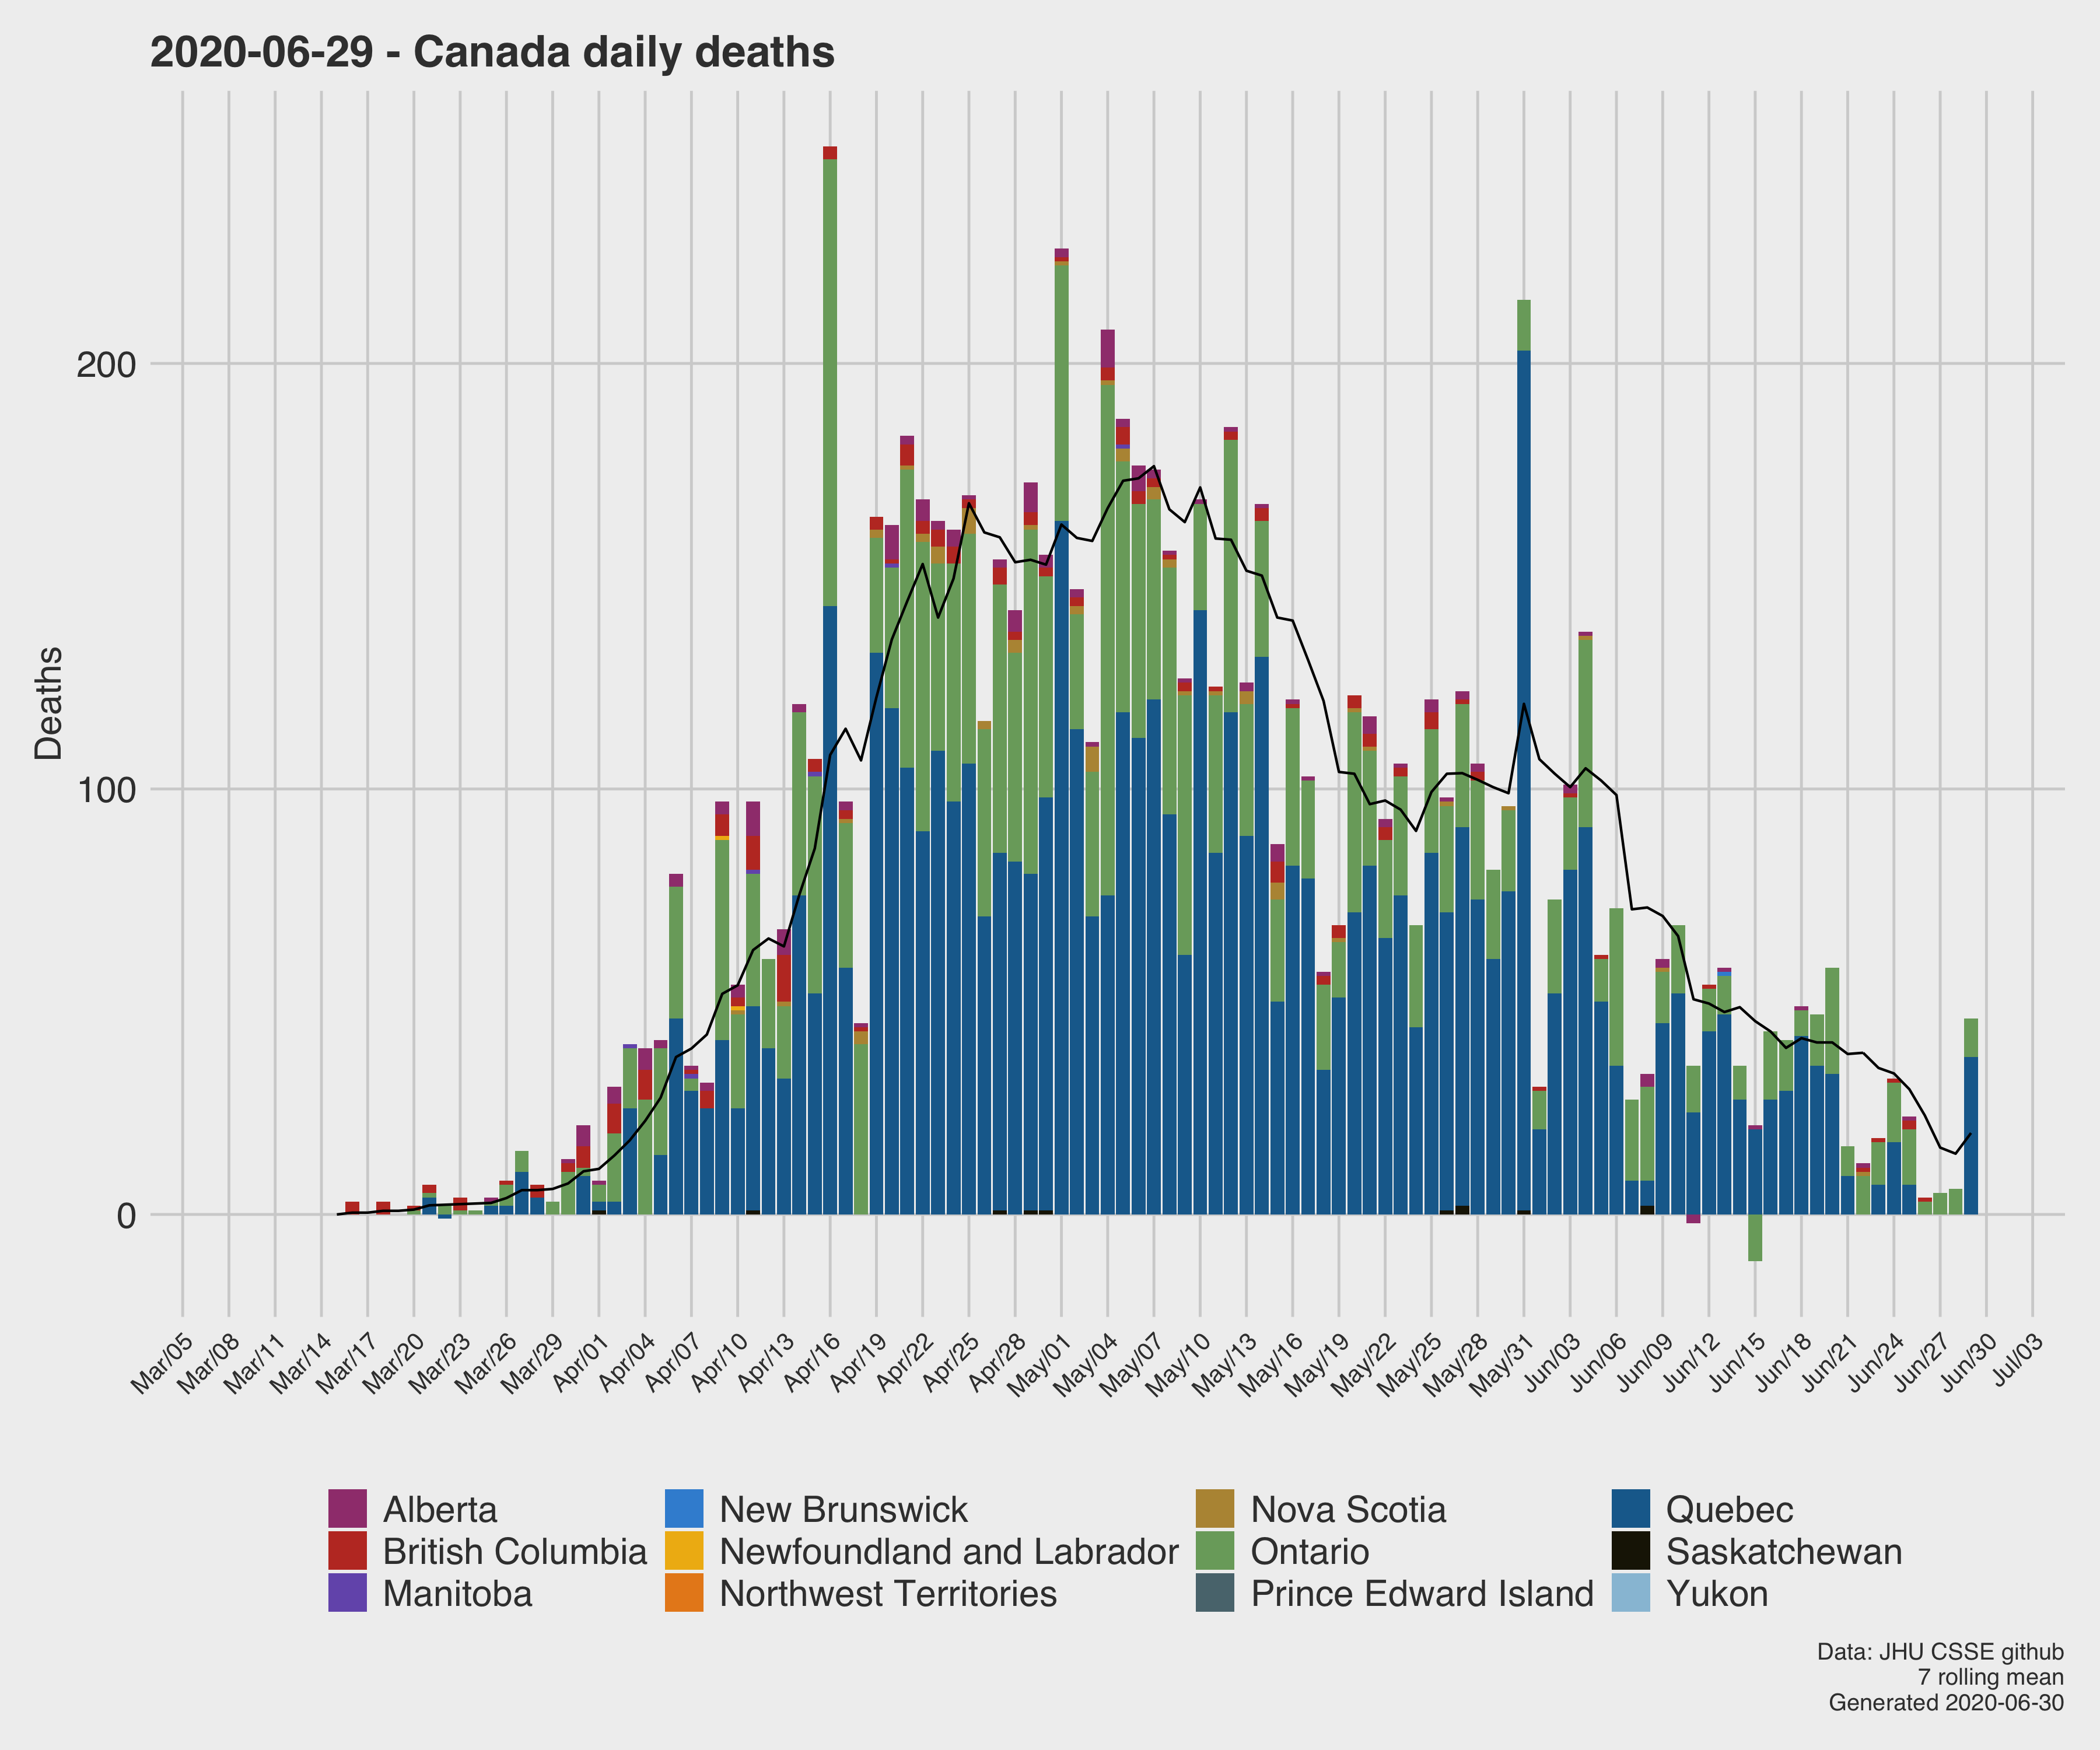 2020-06-29 - Canada daily deaths
Deaths
200
100
0
Mar/05
Mar/08
Mar/11
Mar/14
Mar/17
Mar/20
Mar/23
Mar/26
Mar/29
Apr/01
Apr/04
Apr/07
Apr/10
Apr/13
Apr/16
Apr/19
Apr/22
Apr/25
Apr/28
May/01
May/04
May/07
May/10
May/13
May/16
May/19
May/22
May/25
May/28
May/31
Jun/03
Jun/06
Jun/09
Jun/12
Jun/15
Jun/18
Jun/21
Jun/24
Jun/27
Jun/30
Jul/03
Alberta
British Columbia
Manitoba
New Brunswick
Newfoundland and Labrador
Northwest Territories
Nova Scotia
Ontario
Prince Edward Island
Quebec
Saskatchewan
Yukon
Data: JHU CSSE github
7 rolling mean
Generated 2020-06-30